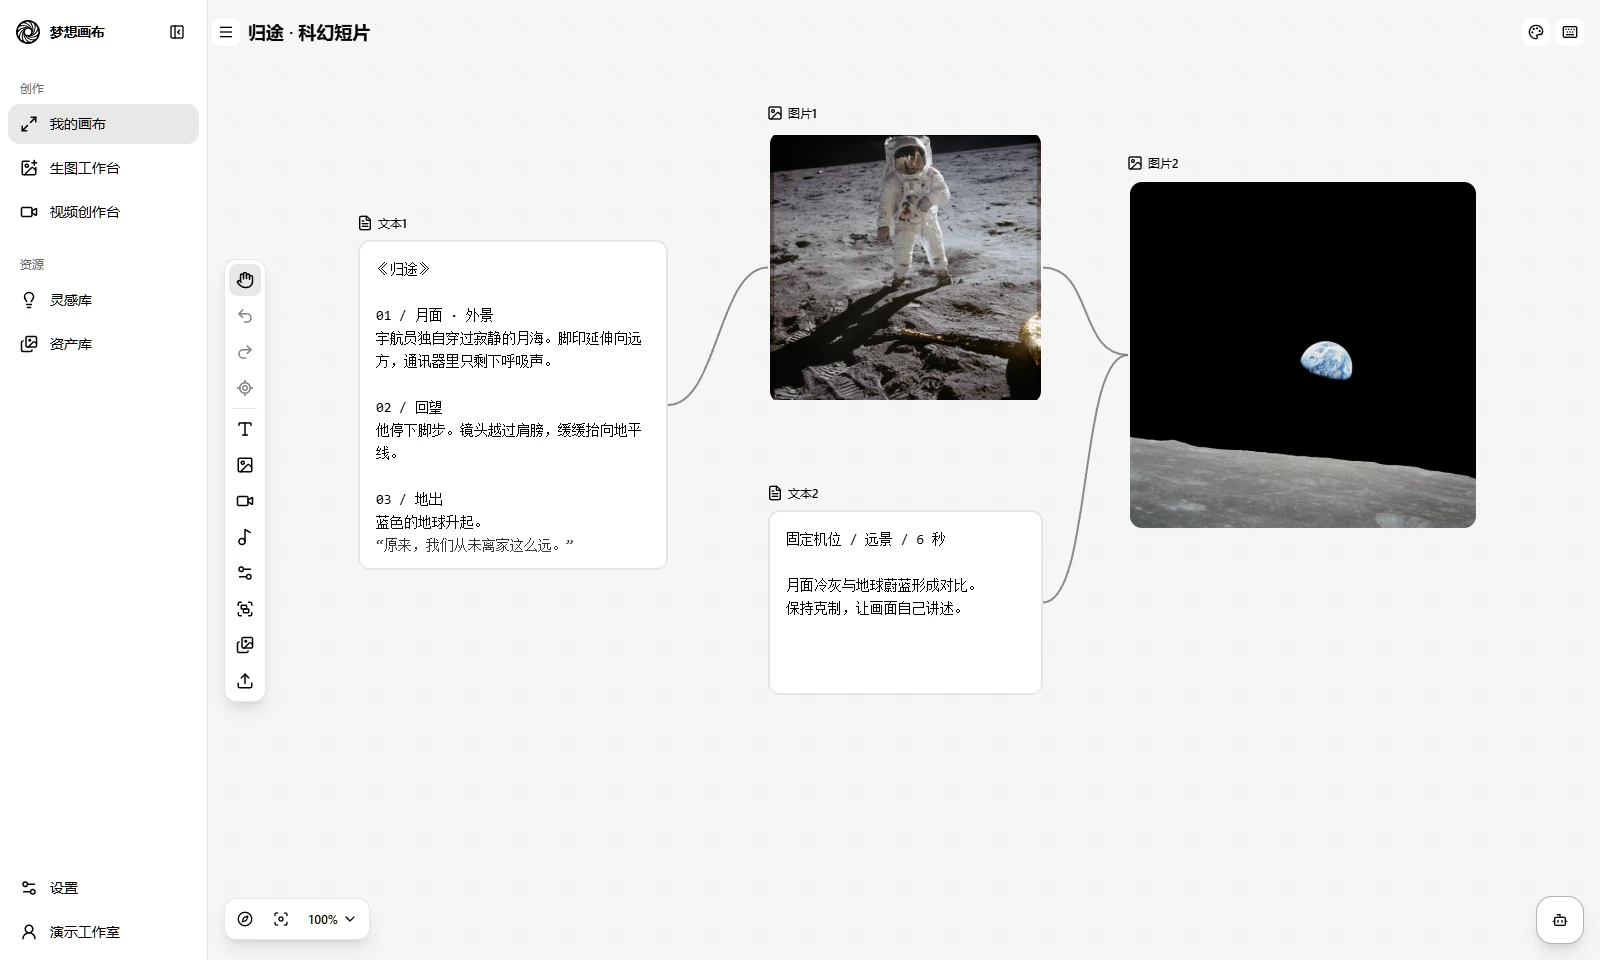 梦想画布
创作
我的画布
生图工作台
视频创作台
资源
灵感库
资产库
设置
演示工作室
归途 · 科幻短片
文本1
《归途》
01 / 月面 · 外景
宇航员独自穿过寂静的月海。脚印延伸向远
方，通讯器里只剩下呼吸声。
02 / 回望
他停下脚步。镜头越过肩膀，缓缓抬向地平
线。
03 / 地出
蓝色的地球升起。
“原来，我们从未离家这么远。”
图片1
文本2
固定机位 / 远景 / 6 秒
月面冷灰与地球蔚蓝形成对比。
保持克制，让画面自己讲述。
图片2
100%